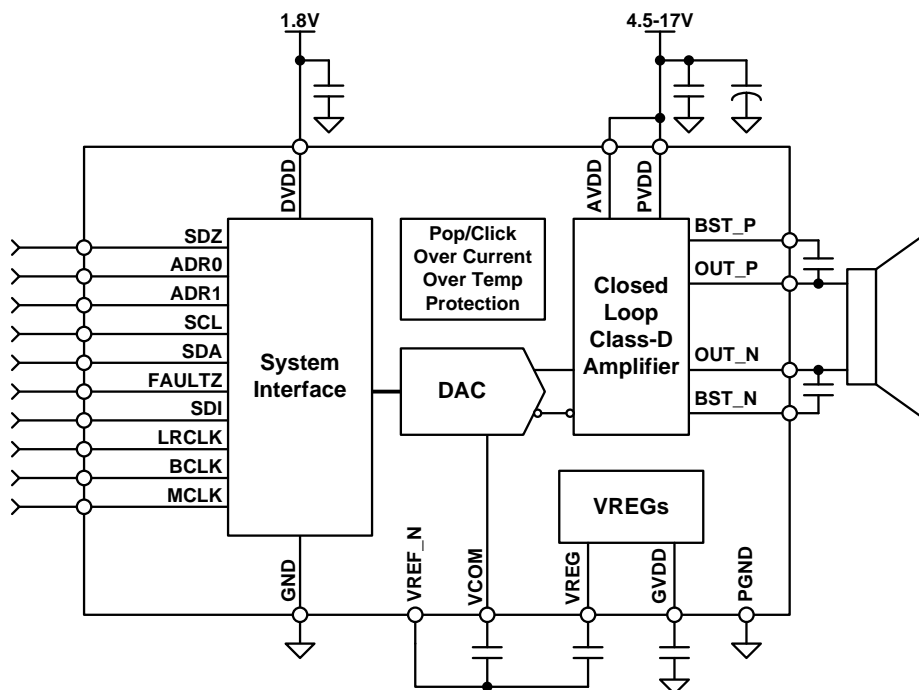 1.8V
4.5-17V
DVDD
AVDD
PVDD
SDZ
ADR0
ADR1
SCL
SDA
FAULTZ
SDI
LRCLK
BCLK
MCLK
System
Interface
Pop/Click
Over Current
Over Temp
Protection
DAC
Closed
Loop
Class-D
Amplifier
BST_P
OUT_P
OUT_N
BST_N
VREGs
GND
VREF_N
VCOM
VREG
GVDD
PGND